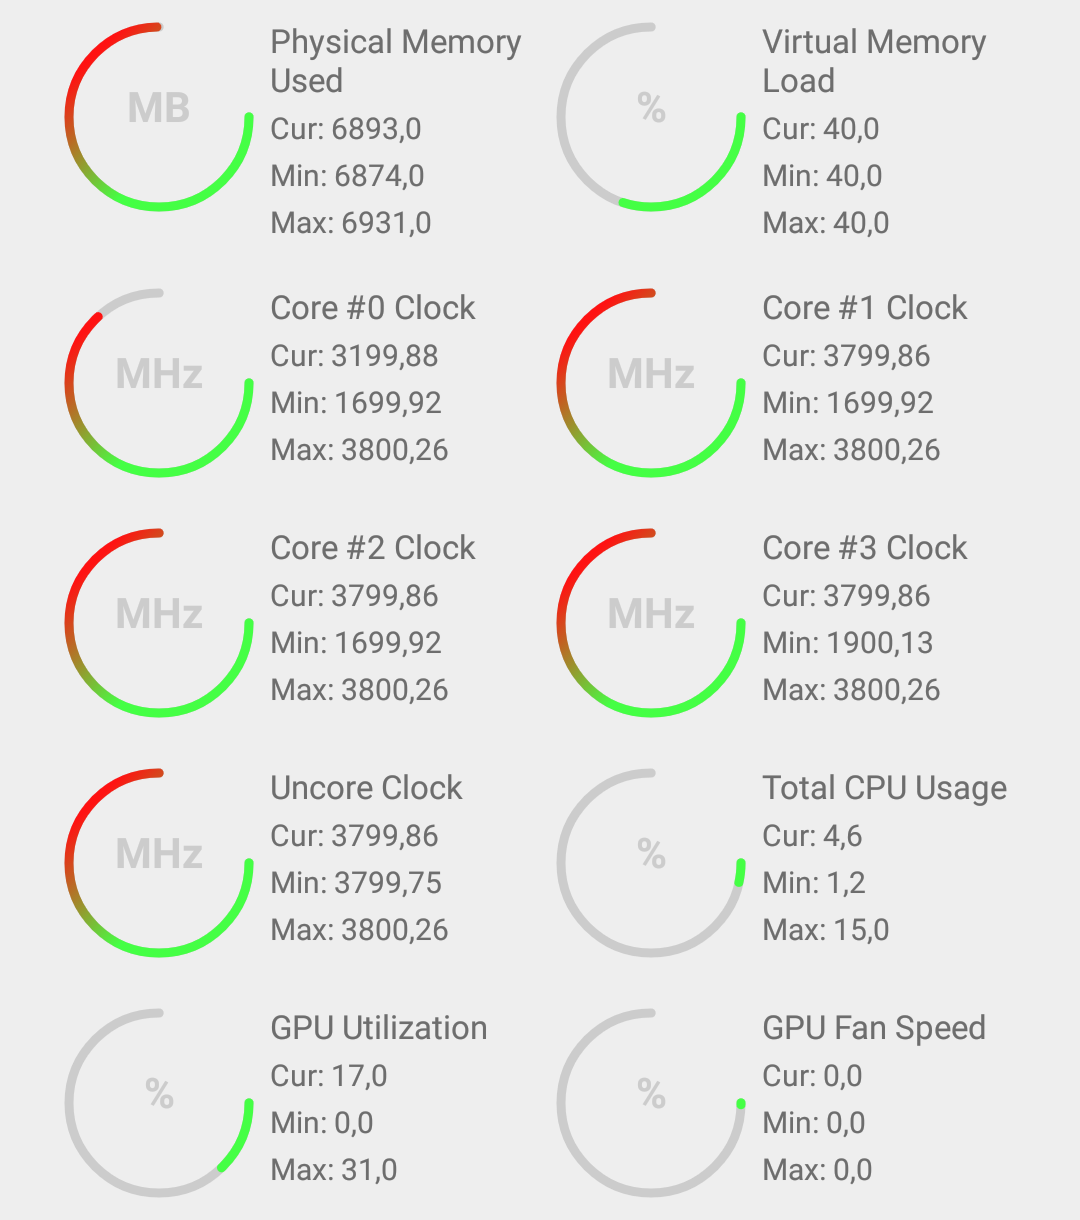 MB
Physical Memory
Used
Cur: 6893,0
Min: 6874,0
Max: 6931,0
%
Virtual Memory
Load
Cur: 40,0
Min: 40,0
Max: 40,0
MHz
Core #0 Clock
Cur: 3199,88
Min: 1699,92
Max: 3800,26
MHz
Core #1 Clock
Cur: 3799,86
Min: 1699,92
Max: 3800,26
MHz
Core #2 Clock
Cur: 3799,86
Min: 1699,92
Max: 3800,26
MHz
Core #3 Clock
Cur: 3799,86
Min: 1900,13
Max: 3800,26
MHz
Uncore Clock
Cur: 3799,86
Min: 3799,75
Max: 3800,26
%
Total CPU Usage
Cur: 4,6
Min: 1,2
Max: 15,0
%
GPU Utilization
Cur: 17,0
Min: 0,0
Max: 31,0
%
GPU Fan Speed
Cur: 0,0
Min: 0,0
Max: 0,0